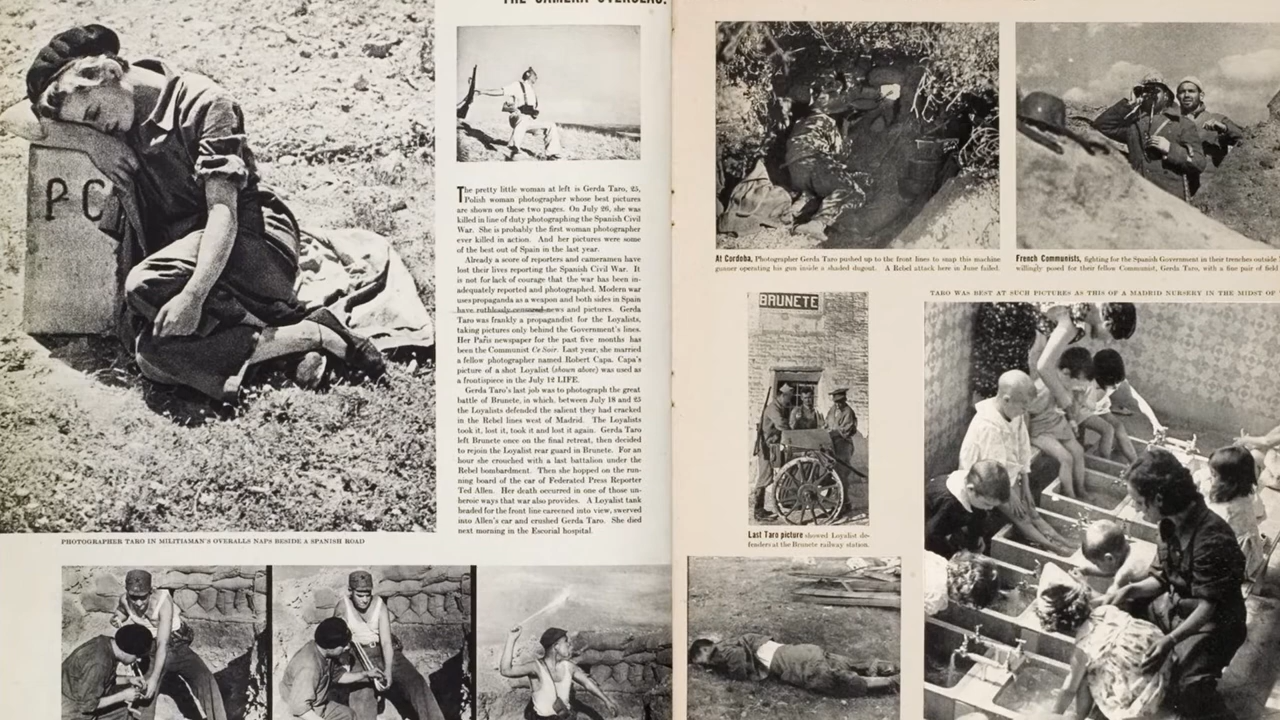 THE CAMERA OVERSEAS:
PC
PHOTOGRAPHER TARO IN MILITIAMAN'S OVERALLS NAPS BESIDE A SPANISH ROAD
The pretty little woman at left is Gerda Taro, 25,
Polish woman photographer whose best pictures
are shown on these two pages. On July 26, she was
killed in line of duty photographing the Spanish Civil
War. She is probably the first woman photographer
ever killed in action. And her pictures were some
of the best out of Spain in the last year.
Already a score of reporters and cameramen have
lost their lives reporting the Spanish Civil War. It
is not for lack of courage that the war has been in-
adequately reported and photographed. Modern war
uses propaganda as a weapon and both sides in Spain
have ruthlessly censored news and pictures. Gerda
Taro was frankly a propagandist for the Loyalists,
taking pictures only behind the Government's lines.
Her Paris newspaper for the past five months has
been the Communist Ce Soir. Last year, she married
a fellow photographer named Robert Capa. Capa's
picture of a shot Loyalist (shown above) was used as
a frontispiece in the July 12 LIFE.
Gerda Taro's last job was to photograph the great
battle of Brunete, in which, between July 18 and 25
the Loyalists defended the salient they had cracked
in the Rebel lines west of Madrid. The Loyalists
took it, lost it, took it and lost it again. Gerda Taro
left Brunete once on the final retreat, then decided
to rejoin the Loyalist rear guard in Brunete. For an
hour she crouched with a last battalion under the
Rebel bombardment. Then she hopped on the run-
ning board of the car of Federated Press Reporter
Ted Allen. Her death occurred in one of those un-
heroic ways that war also provides. A Loyalist tank
headed for the front line careened into view, swerved
into Allen's car and crushed Gerda Taro. She died
next morning in the Escorial hospital.
At Cordoba, Photographer Gerda Taro pushed up to the front lines to snap this machine
gunner operating his gun inside a shaded dugout. A Rebel attack here in June failed.
French Communists, fighting for the Spanish Government in their trenches outside
willingly posed for their fellow Communist, Gerda Taro, with a fine pair of field
TARO WAS BEST AT SUCH PICTURES AS THIS OF A MADRID NURSERY IN THE MIDST OF
BRUNETE
Last Taro picture showed Loyalist de-
fenders at the Brunete railway station.